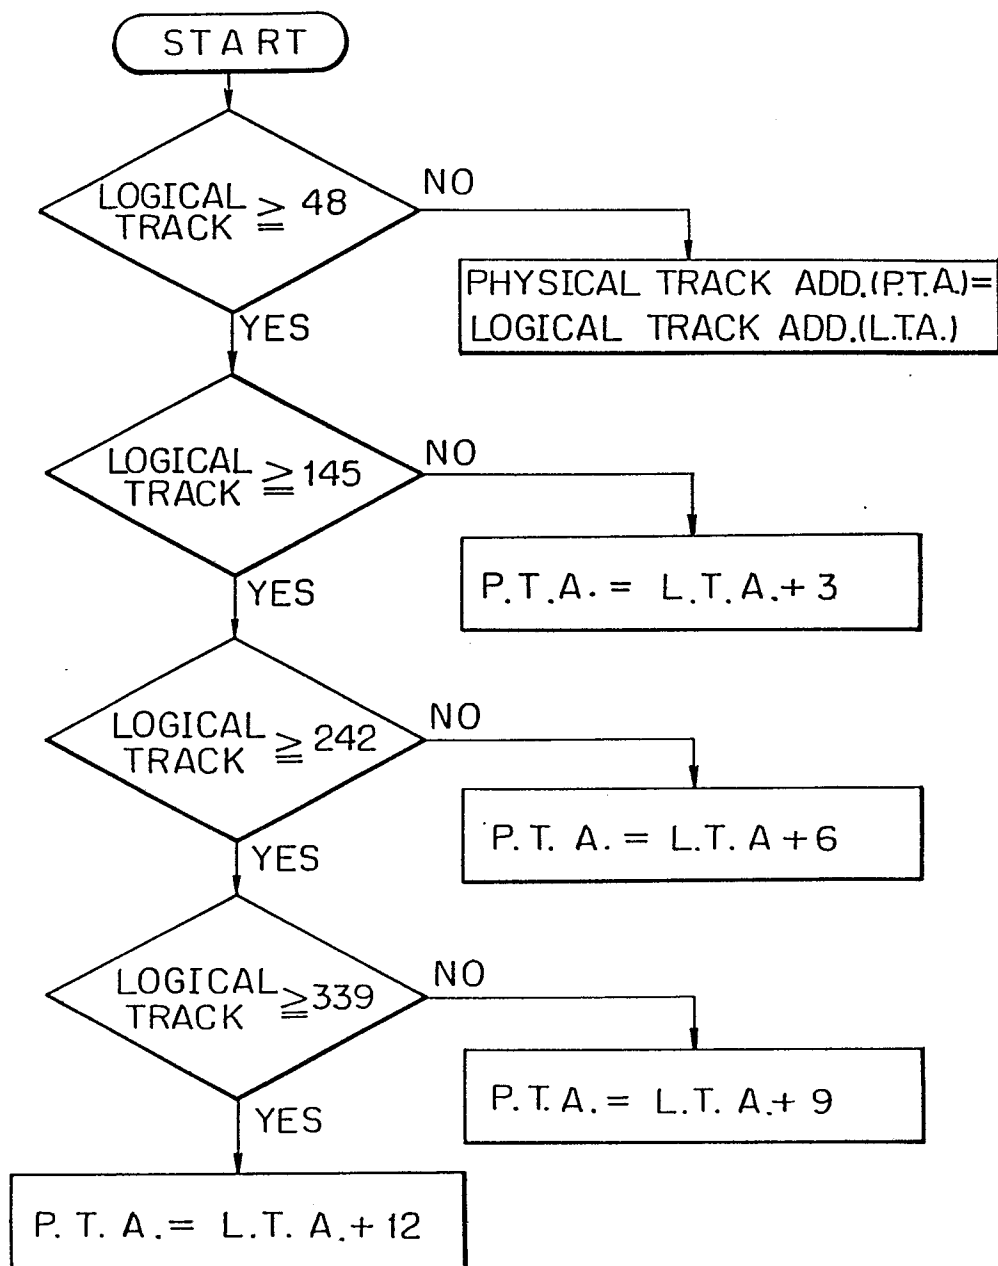 START
LOGICAL
TRACK ≧ 48
NO
PHYSICAL TRACK ADD.(P.T.A.)=
LOGICAL TRACK ADD.(L.T.A.)
YES
LOGICAL
TRACK ≧ 145
NO
P.T.A. = L.T.A.+ 3
YES
LOGICAL
TRACK ≧ 242
NO
P.T. A. = L.T. A + 6
YES
LOGICAL
TRACK ≧ 339
NO
P.T. A. = L.T. A.+ 9
YES
P.T. A. = L.T. A.+ 12